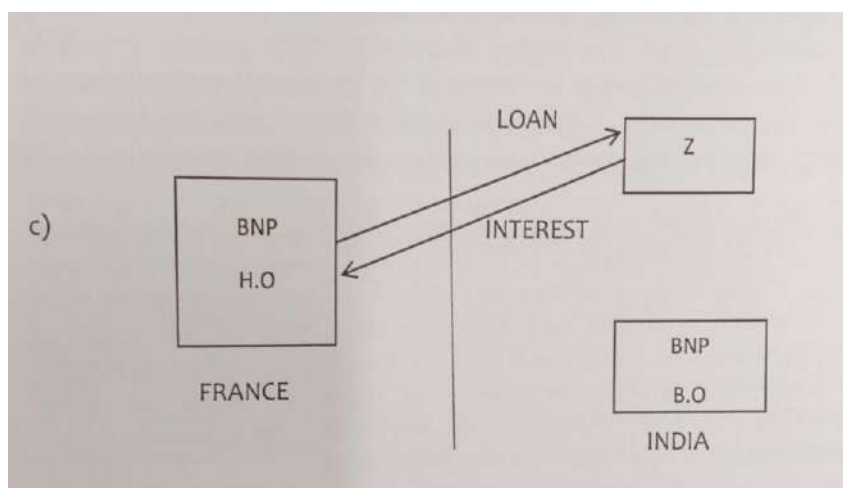 LOAN
Z
c)
BNP
INTEREST
H.O
BNP
FRANCE
B.O
INDIA